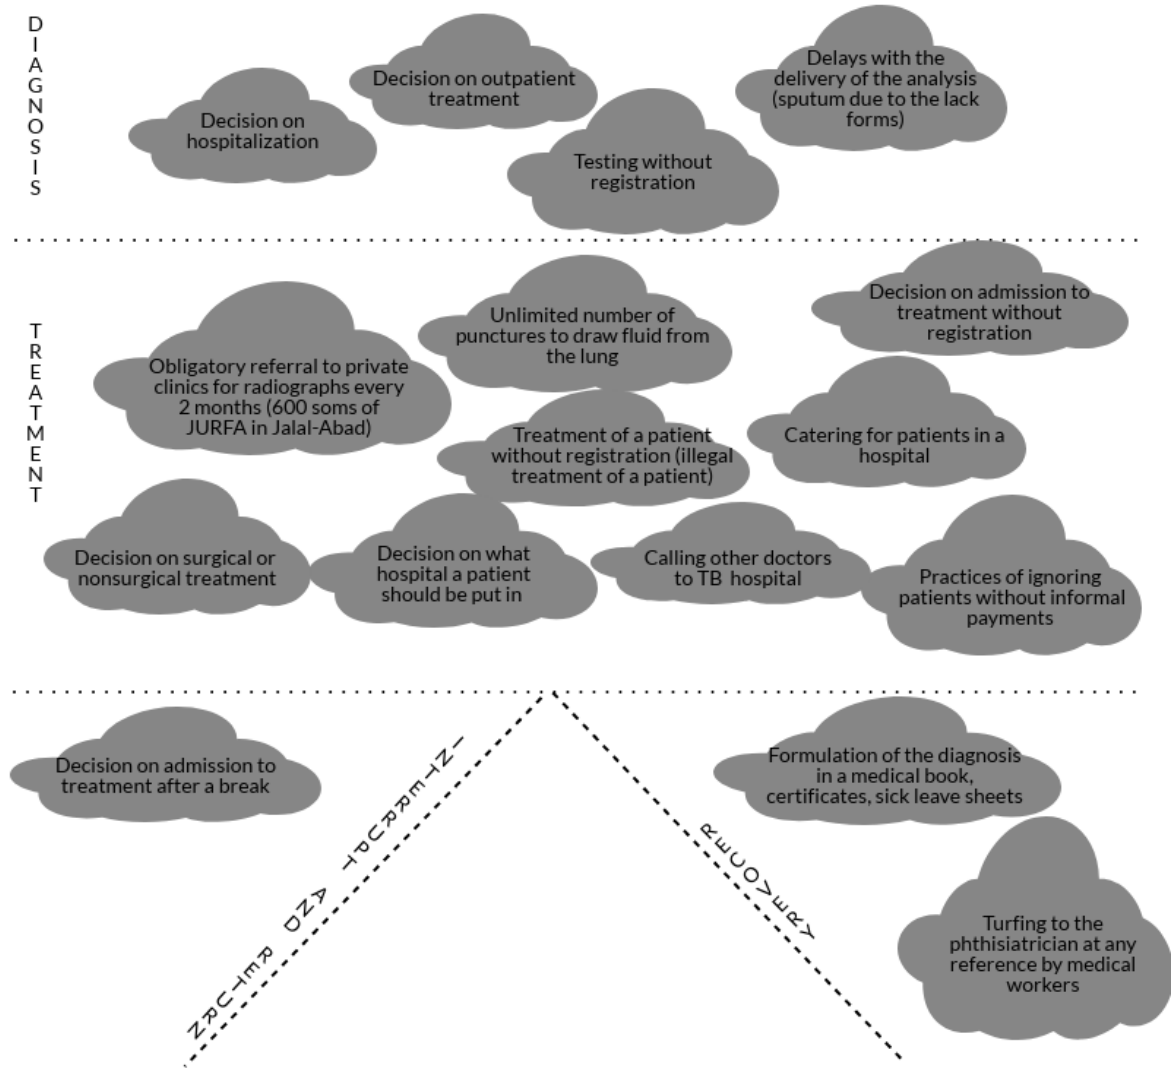 DIAGNOSIS
Decision on
hospitalization
Decision on outpatient
treatment
Testing without
registration
Delays with the
delivery of the analysis
(sputum due to the lack
forms)
TREATMENT
Obligatory referral to private
clinics for radiographs every
2 months (600 soms of
JURFA in Jalal-Abad)
Unlimited number of
punctures to draw fluid from
the lung
Decision on admission to
treatment without
registration
Treatment of a patient
without registration (illegal
treatment of a patient)
Catering for patients in a
hospital
Decision on surgical or
nonsurgical treatment
Decision on what
hospital a patient
should be put in
Calling other doctors
to TB hospital
Practices of ignoring
patients without informal
payments
Decision on admission to
treatment after a break
INTERRUPT AND RETURN
RECOVERY
Formulation of the diagnosis
in a medical book,
certificates, sick leave sheets
Turfing to the
phthisiatrician at any
reference by medical
workers